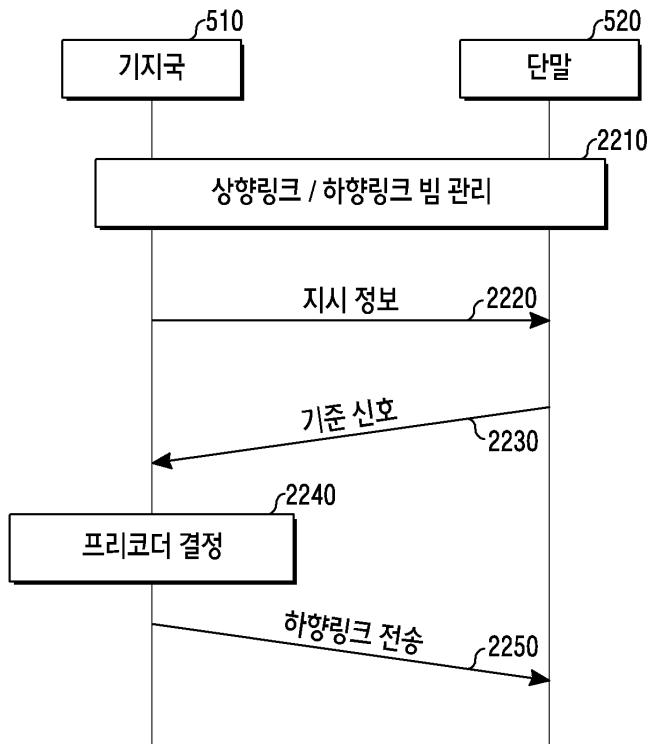 510
520
기지국
단말
2210
상향링크 / 하향링크 빔 관리
지시 정보
2220
기준 신호
2230
2240
프리코더 결정
하향링크 전송
2250